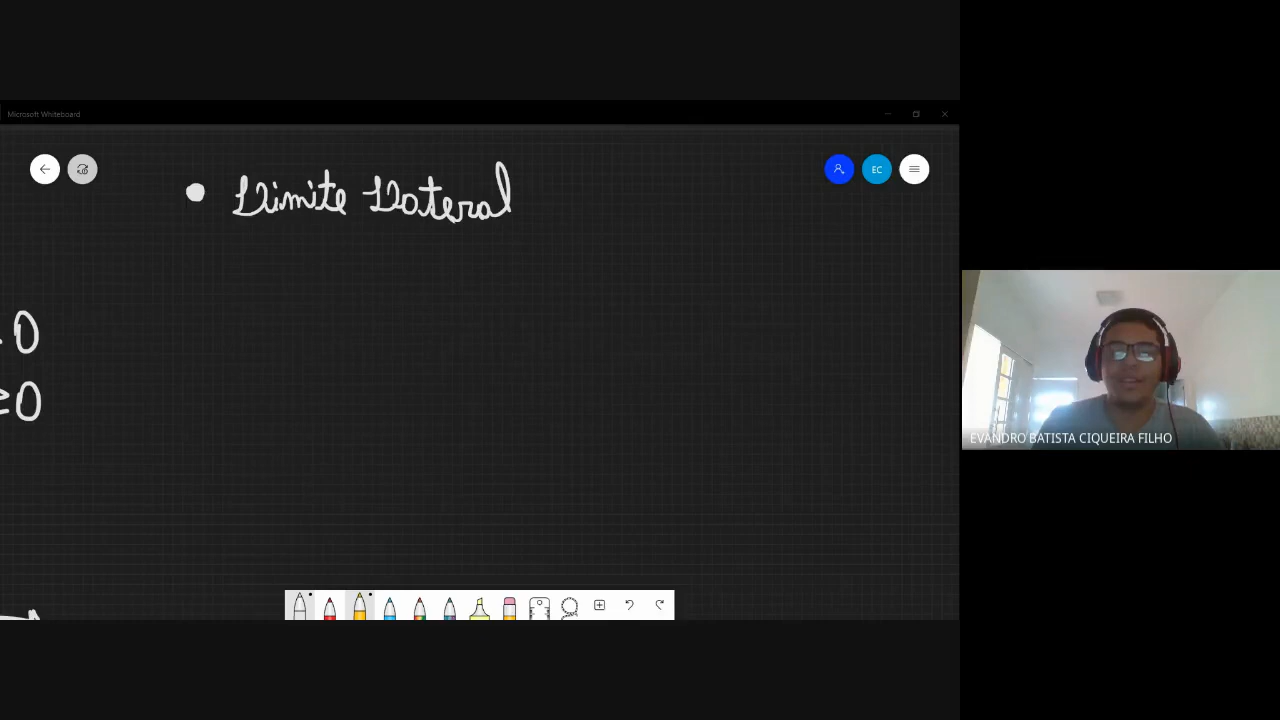 Microsoft Whiteboard
EC
• Limite Lateral
0
≥0
EVANDRO BATISTA CIQUEIRA FILHO